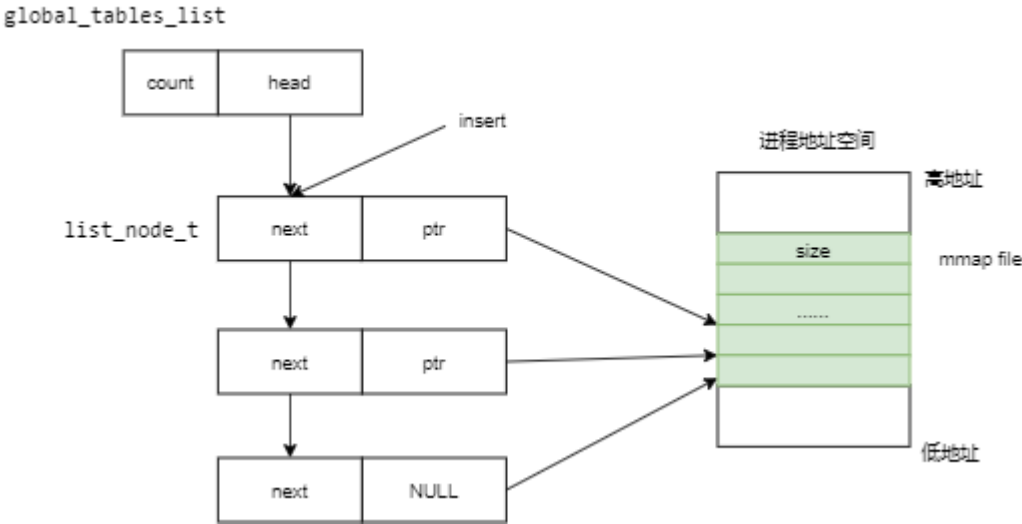 global_tables_list
count
head
insert
进程地址空间
高地址
list_node_t
next
ptr
size
mmap file
......
next
ptr
低地址
next
NULL